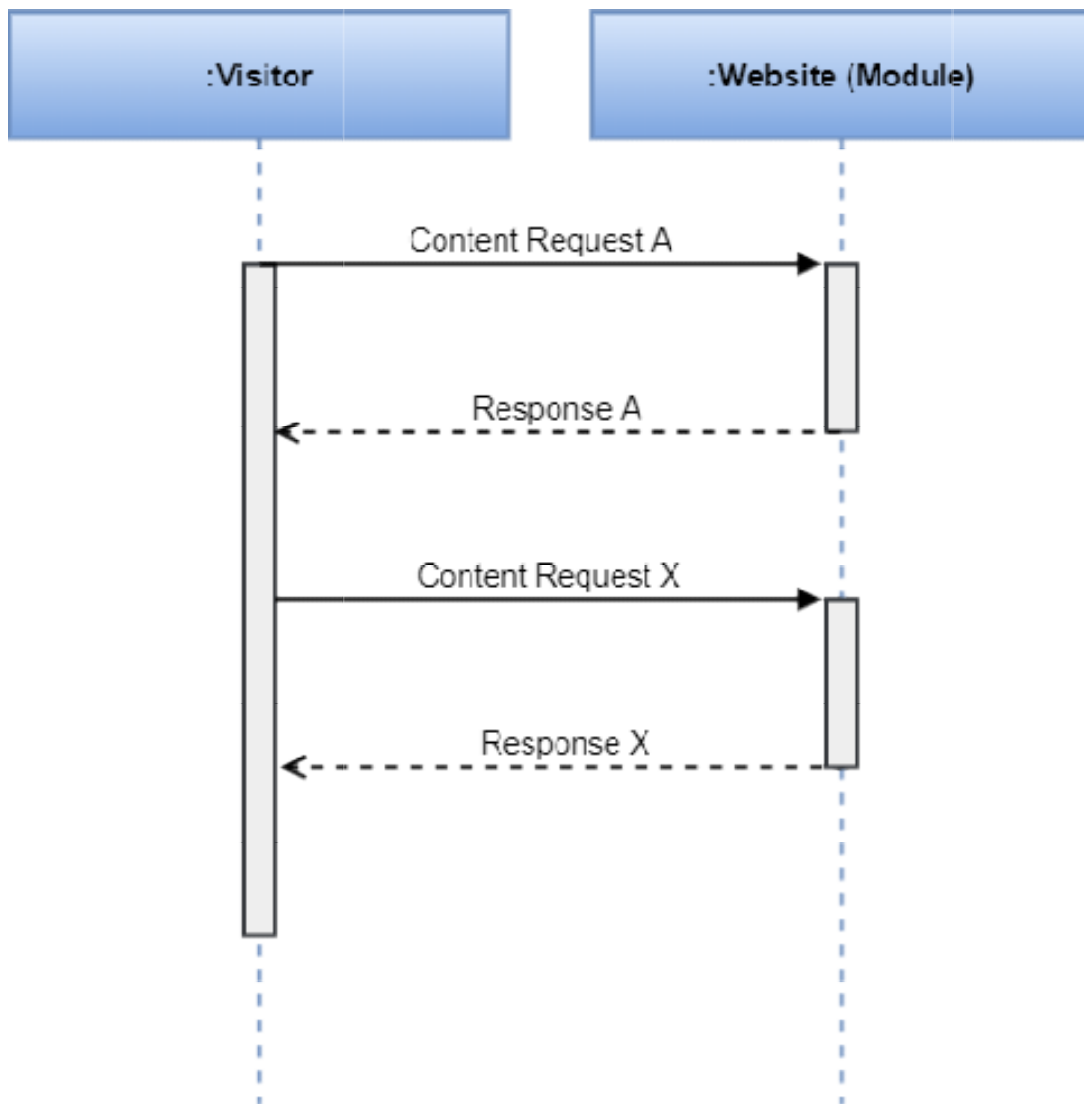 :Visitor
:Website (Module)
Content Request A
Response A
Content Request X
Response X